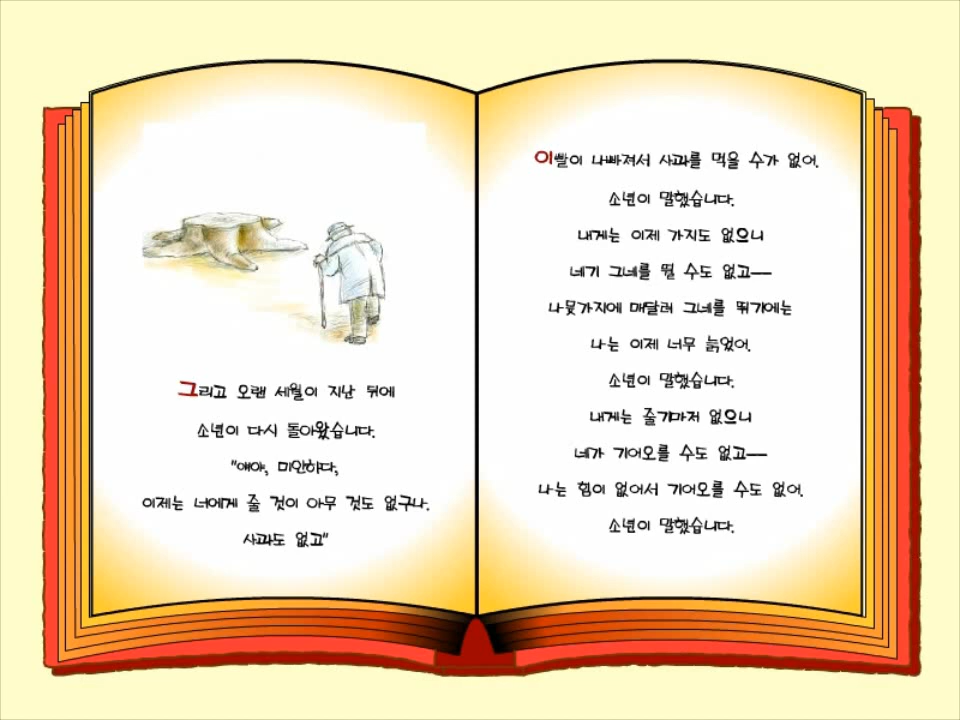 그리고 오랜 세월이 지난 뒤에
소년이 다시 돌아왔습니다.
"얘야, 미안하다,
이제는 너에게 줄 것이 아무 것도 없구나.
사과도 없고"
이빨이 나빠져서 사과를 먹을 수가 없어.
소년이 말했습니다.
내게는 이제 가지도 없으니
네기 그네를 뛸 수도 없고──
나뭇가지에 매달려 그네를 뛰기에는
나는 이제 너무 늙었어.
소년이 말했습니다.
내게는 줄기마저 없으니
네가 기어오를 수도 없고──
나는 힘이 없어서 기어오를 수도 없어.
소년이 말했습니다.